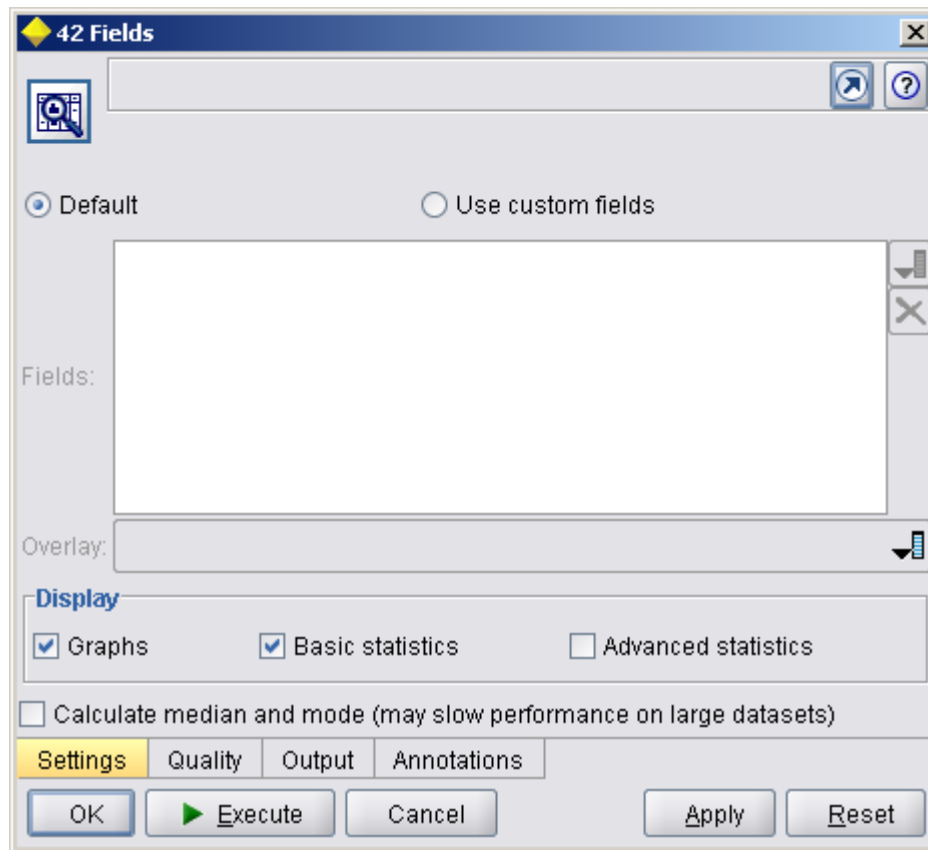 42 Fields
Default Use custom fields
Fields:
Overlay:
Display
Graphs Basic statistics Advanced statistics
Calculate median and mode (may slow performance on large datasets)
Settings Quality Output Annotations
OK Execute Cancel Apply Reset